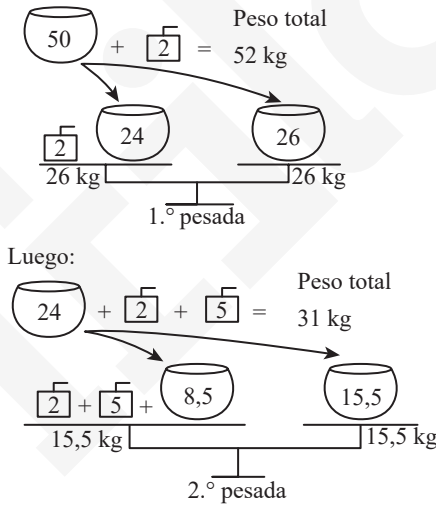 Peso total
50 + 2 = 52 kg
24 26
2
26 kg 26 kg
1.° pesada
Luego:
Peso total
24 + 2 + 5 = 31 kg
2 + 5 + 8,5 15,5
15,5 kg 15,5 kg
2.° pesada